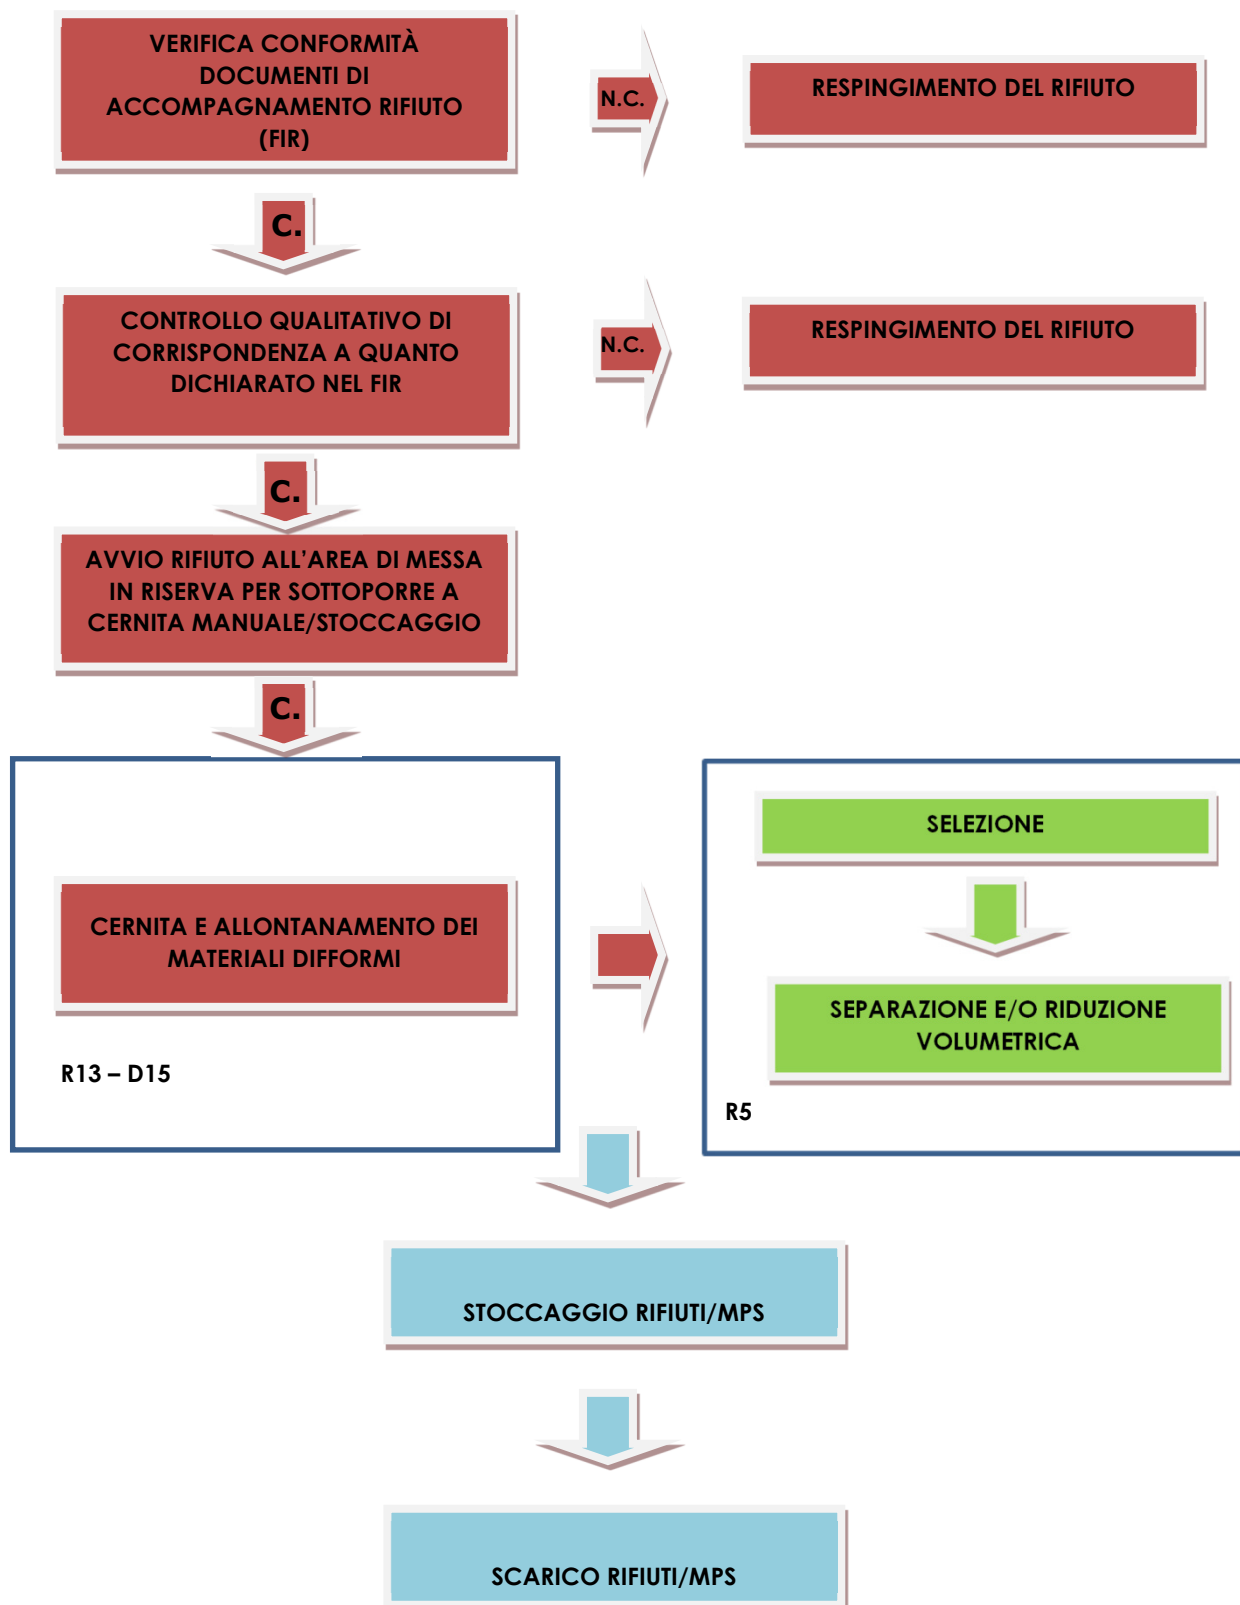 VERIFICA CONFORMITÀ
DOCUMENTI DI
ACCOMPAGNAMENTO RIFIUTO
(FIR)
N.C.
RESPINGIMENTO DEL RIFIUTO
C.
CONTROLLO QUALITATIVO DI
CORRISPONDENZA A QUANTO
DICHIARATO NEL FIR
N.C.
RESPINGIMENTO DEL RIFIUTO
C.
AVVIO RIFIUTO ALL’AREA DI MESSA
IN RISERVA PER SOTTOPORRE A
CERNITA MANUALE/STOCCAGGIO
C.
CERNITA E ALLONTANAMENTO DEI
MATERIALI DIFFORMI
R13 – D15
SELEZIONE
SEPARAZIONE E/O RIDUZIONE
VOLUMETRICA
R5
STOCCAGGIO RIFIUTI/MPS
SCARICO RIFIUTI/MPS